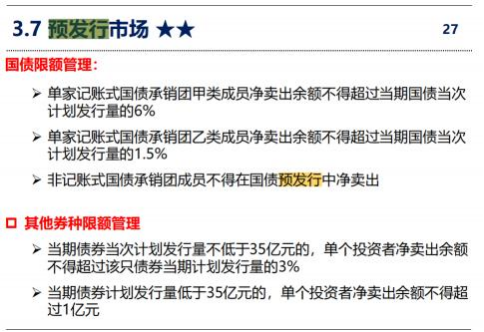 3.7 预发行市场 ★★
27
国债限额管理：
➢ 单家记账式国债承销团甲类成员净卖出余额不得超过当期国债当次
计划发行量的6%
➢ 单家记账式国债承销团乙类成员净卖出余额不得超过当期国债当次
计划发行量的1.5%
➢ 非记账式国债承销团成员不得在国债预发行中净卖出
其他券种限额管理
➢ 当期债券当次计划发行量不低于35亿元的，单个投资者净卖出余额
不得超过该只债券当期计划发行量的3%
➢ 当期债券计划发行量低于35亿元的，单个投资者净卖出余额不得超
过1亿元